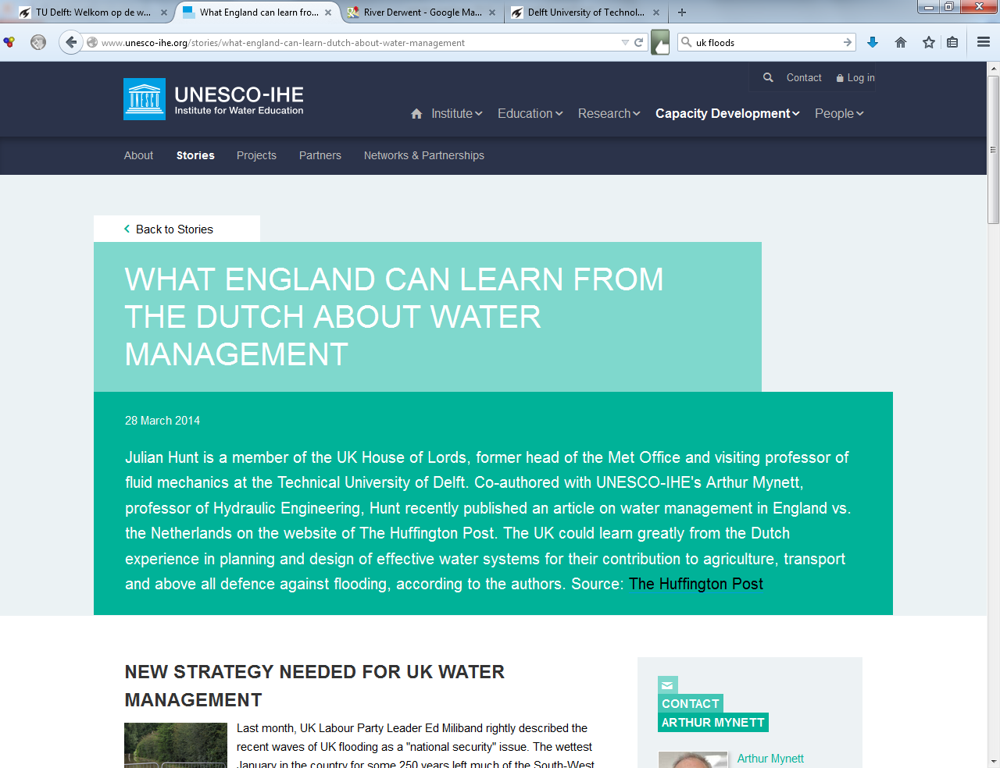 TU Delft: Welkom op de w...
What England can learn fro...
River Derwent - Google Ma...
Delft University of Technol...
www.unesco-ihe.org/stories/what-england-can-learn-dutch-about-water-management
uk floods
UNESCO
UNESCO-IHE
Institute for Water Education
Contact
Log in
Institute
Education
Research
Capacity Development
People
About
Stories
Projects
Partners
Networks & Partnerships
Back to Stories
WHAT ENGLAND CAN LEARN FROM
THE DUTCH ABOUT WATER
MANAGEMENT
28 March 2014
Julian Hunt is a member of the UK House of Lords, former head of the Met Office and visiting professor of
fluid mechanics at the Technical University of Delft. Co-authored with UNESCO-IHE's Arthur Mynett,
professor of Hydraulic Engineering, Hunt recently published an article on water management in England vs.
the Netherlands on the website of The Huffington Post. The UK could learn greatly from the Dutch
experience in planning and design of effective water systems for their contribution to agriculture, transport
and above all defence against flooding, according to the authors. Source: The Huffington Post
NEW STRATEGY NEEDED FOR UK WATER
MANAGEMENT
Last month, UK Labour Party Leader Ed Miliband rightly described the
recent waves of UK flooding as a "national security" issue. The wettest
January in the country for some 250 years left much of the South-West
CONTACT
ARTHUR MYNETT
Arthur Mynett